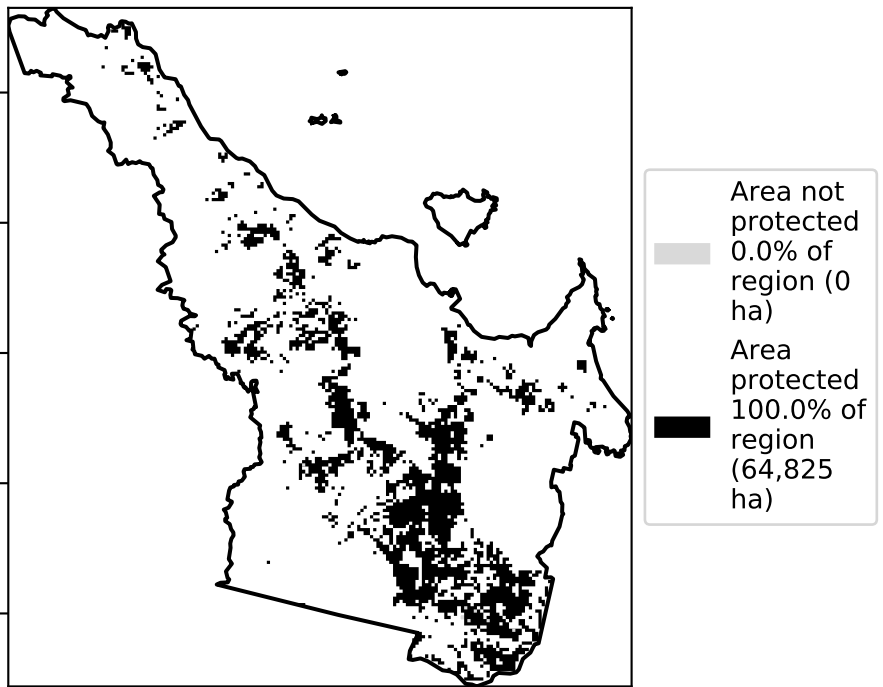 Area not
protected
0.0% of
region (0
ha)
Area
protected
100.0% of
region
(64,825
ha)